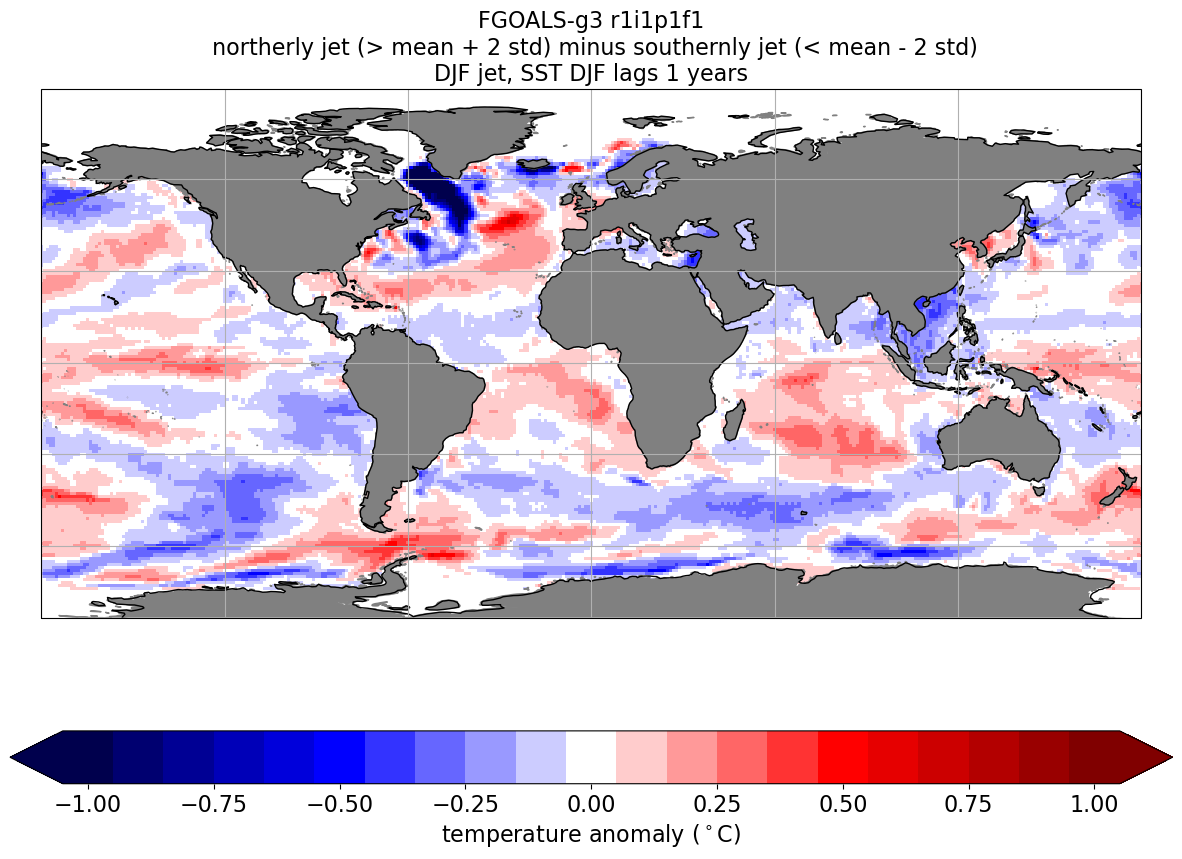 FGOALS-g3 r1i1p1f1
northerly jet (> mean + 2 std) minus southernly jet (< mean - 2 std)
DJF jet, SST DJF lags 1 years
−1.00 −0.75 −0.50 −0.25 0.00 0.25 0.50 0.75 1.00
temperature anomaly (°C)